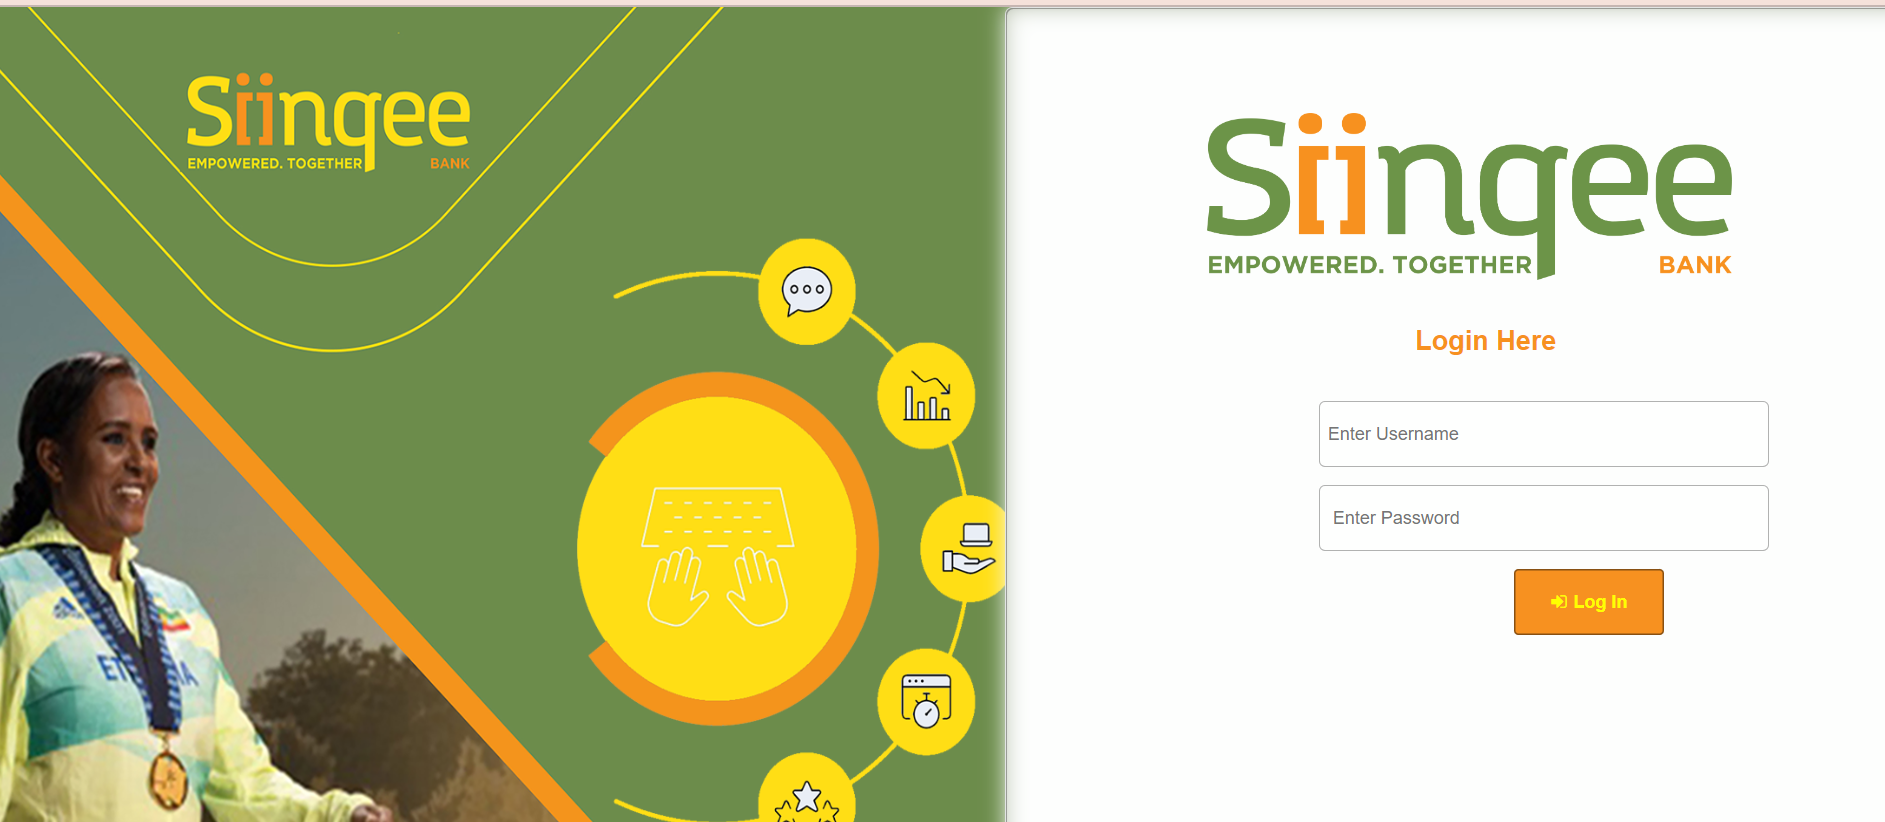 Siinqee
EMPOWERED. TOGETHER BANK
Siinqee
EMPOWERED. TOGETHER BANK
Login Here
Enter Username
Enter Password
Log In